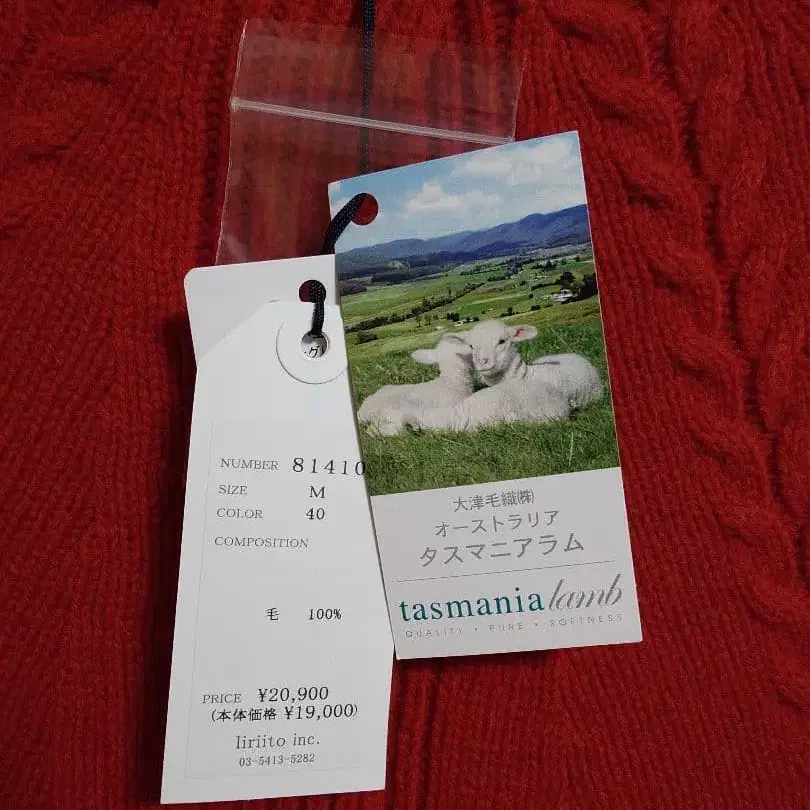 NUMBER 81410
SIZE M
COLOR 40
COMPOSITION
毛 100%
PRICE ¥20,900
(本体価格 ¥19,000)
liriito inc.
03-5413-5282
大津毛織㈱
オーストラリア
タスマニアラム
tasmania lamb
QUALITY • PURE • SOFTNESS